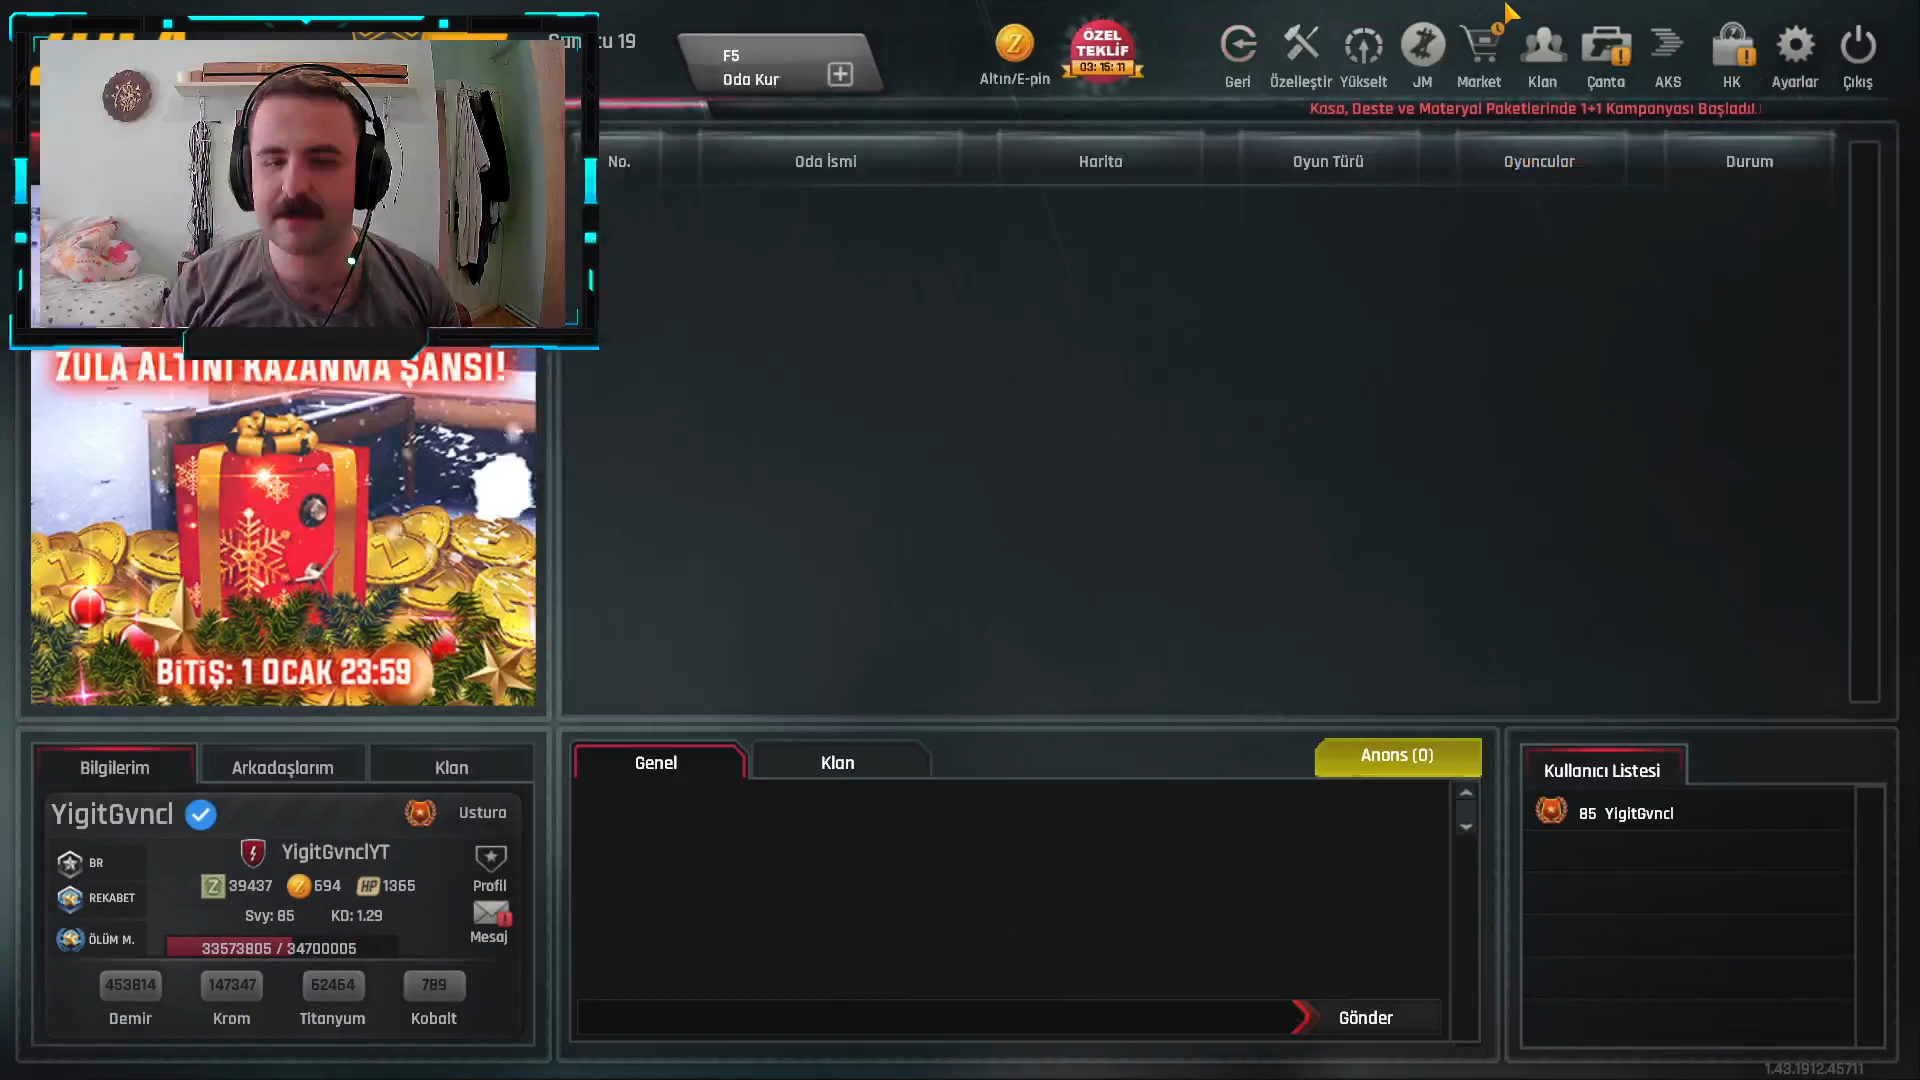 ZULA
19
F5
Oda Kur
Altın/E-pin
ÖZEL
TEKLİF
03: 15: 11
Geri
Özelleştir
Yükselt
JM
Market
Klan
Çanta
AKS
HK
Ayarlar
Çıkış
Kasa, Deste ve Materyal Paketlerinde 1+1 Kampanyası Başladı!
No.
Oda İsmi
Harita
Oyun Türü
Oyuncular
Durum
ZULA ALTINI KAZANMA ŞANSI!
BİTİŞ: 1 OCAK 23:59
Bilgilerim
Arkadaşlarım
Klan
YigitGvncl
Ustura
YigitGvnclYT
BR
REKABET
ÖLÜM M.
39437
694
HP 1365
Svy: 85
KD: 1.29
33573805 / 34700005
Profil
Mesaj
453814
147347
62464
789
Demir
Krom
Titanyum
Kobalt
Genel
Klan
Anons (0)
Gönder
Kullanıcı Listesi
85 YigitGvncl
1.43.1912.45711